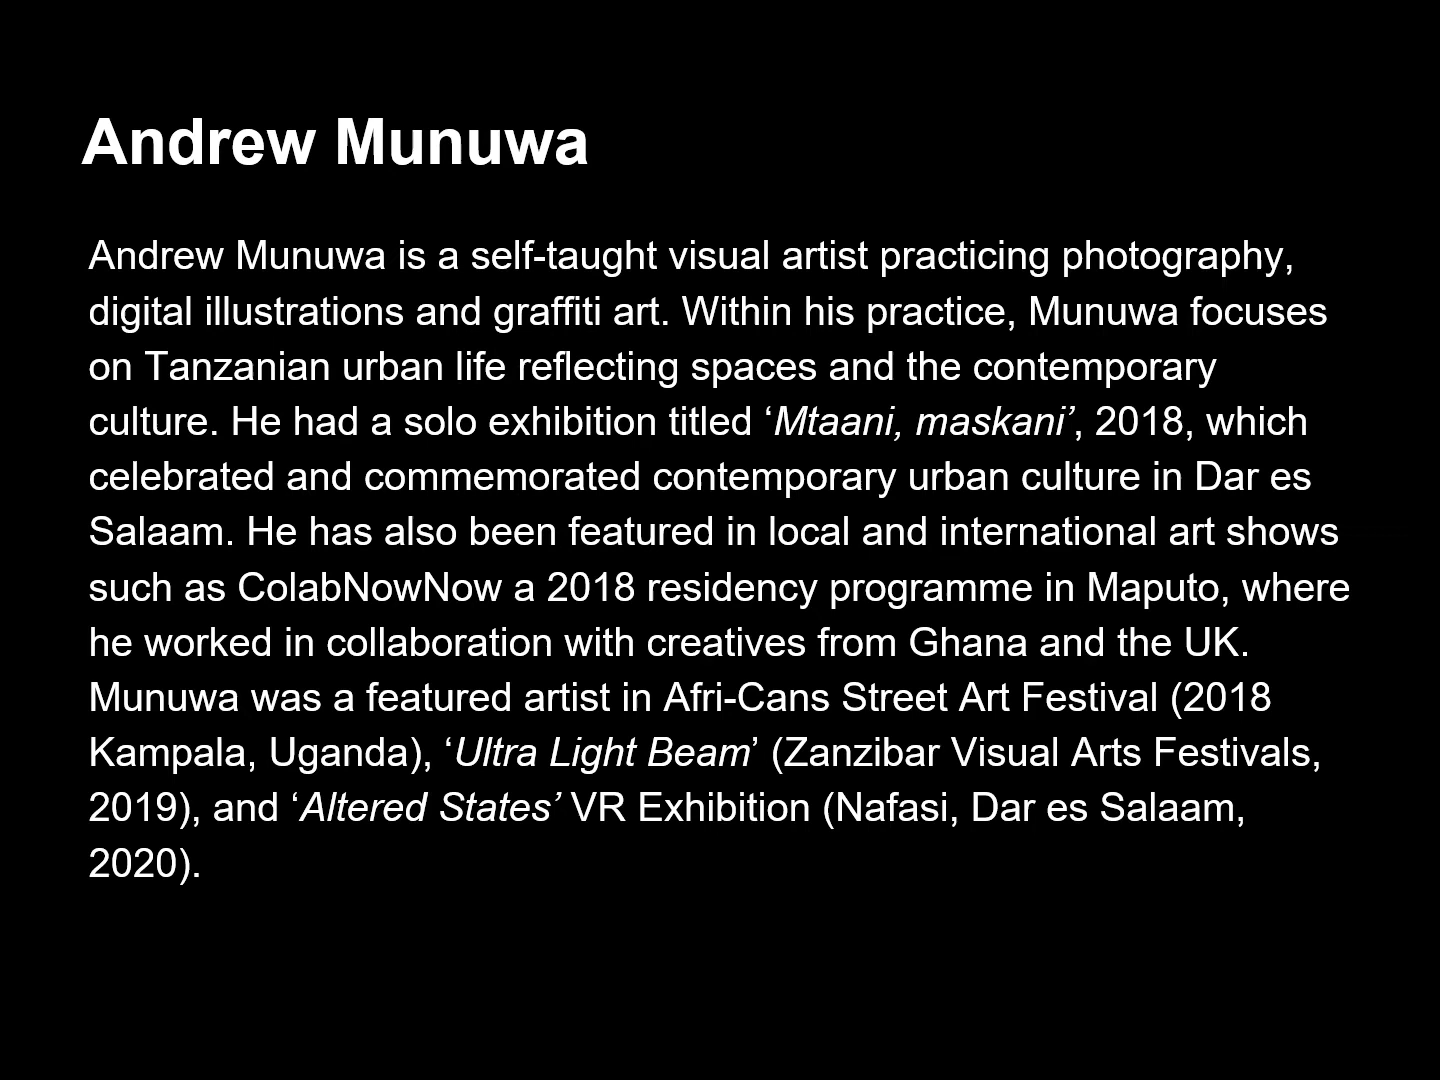 Andrew Munuwa
Andrew Munuwa is a self-taught visual artist practicing photography,
digital illustrations and graffiti art. Within his practice, Munuwa focuses
on Tanzanian urban life reflecting spaces and the contemporary
culture. He had a solo exhibition titled ‘Mtaani, maskani’, 2018, which
celebrated and commemorated contemporary urban culture in Dar es
Salaam. He has also been featured in local and international art shows
such as ColabNowNow a 2018 residency programme in Maputo, where
he worked in collaboration with creatives from Ghana and the UK.
Munuwa was a featured artist in Afri-Cans Street Art Festival (2018
Kampala, Uganda), ‘Ultra Light Beam’ (Zanzibar Visual Arts Festivals,
2019), and ‘Altered States’ VR Exhibition (Nafasi, Dar es Salaam,
2020).